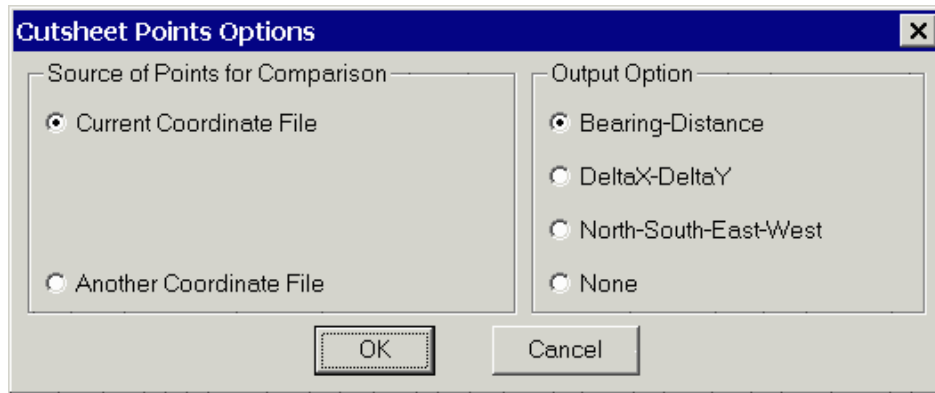 Cutsheet Points Options
Source of Points for Comparison
Current Coordinate File
Another Coordinate File
Output Option
Bearing-Distance
DeltaX-DeltaY
North-South-East-West
None
OK
Cancel